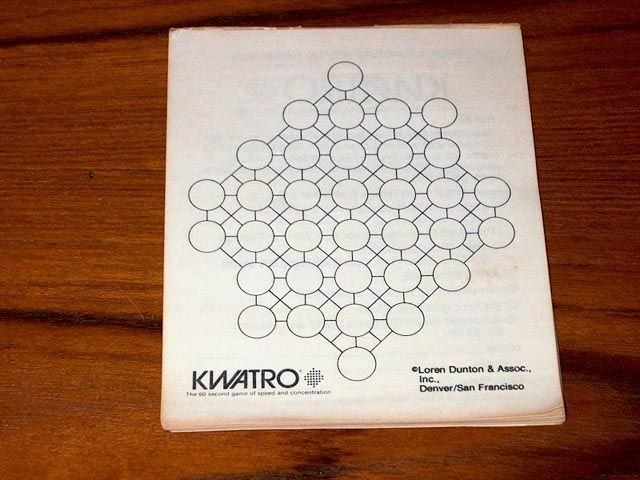 KWATRO®
The 60 second game of speed and concentration
©Loren Dunton & Assoc.,
Inc.,
Denver/San Francisco